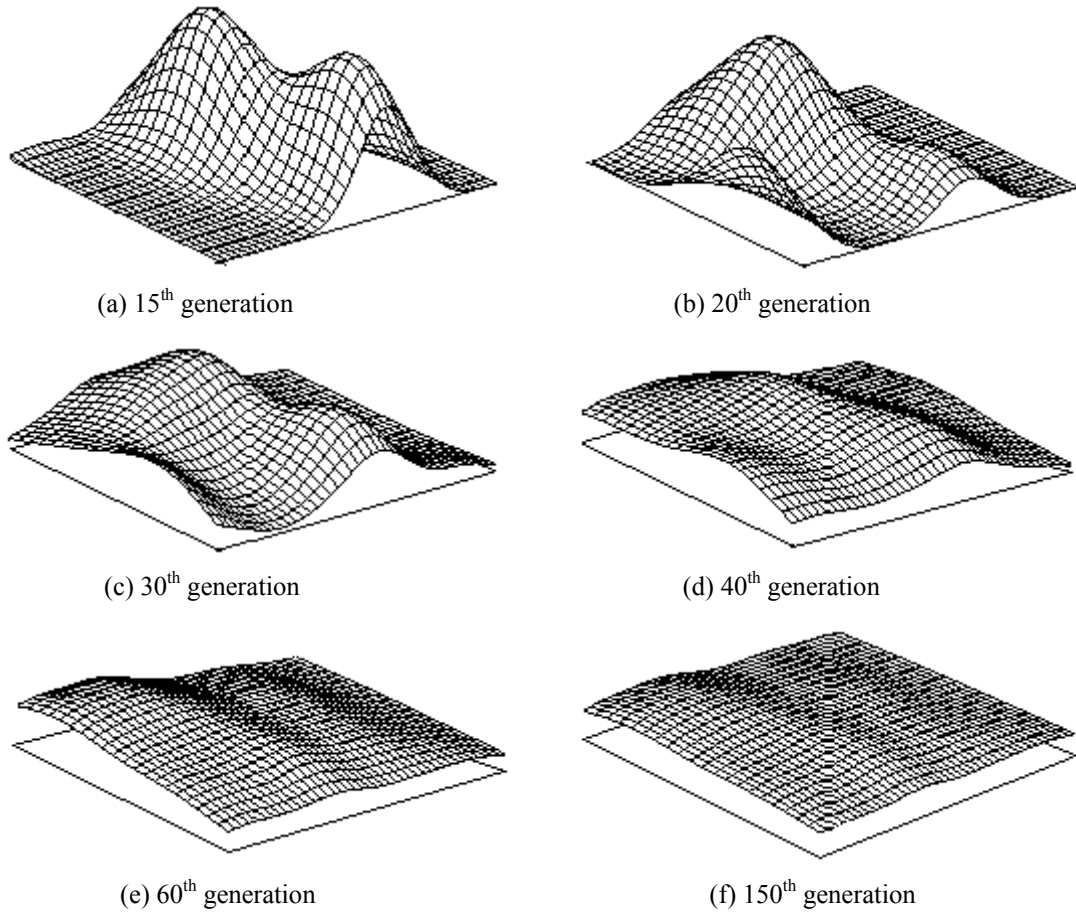 (a) 15th generation
(b) 20th generation
(c) 30th generation
(d) 40th generation
(e) 60th generation
(f) 150th generation